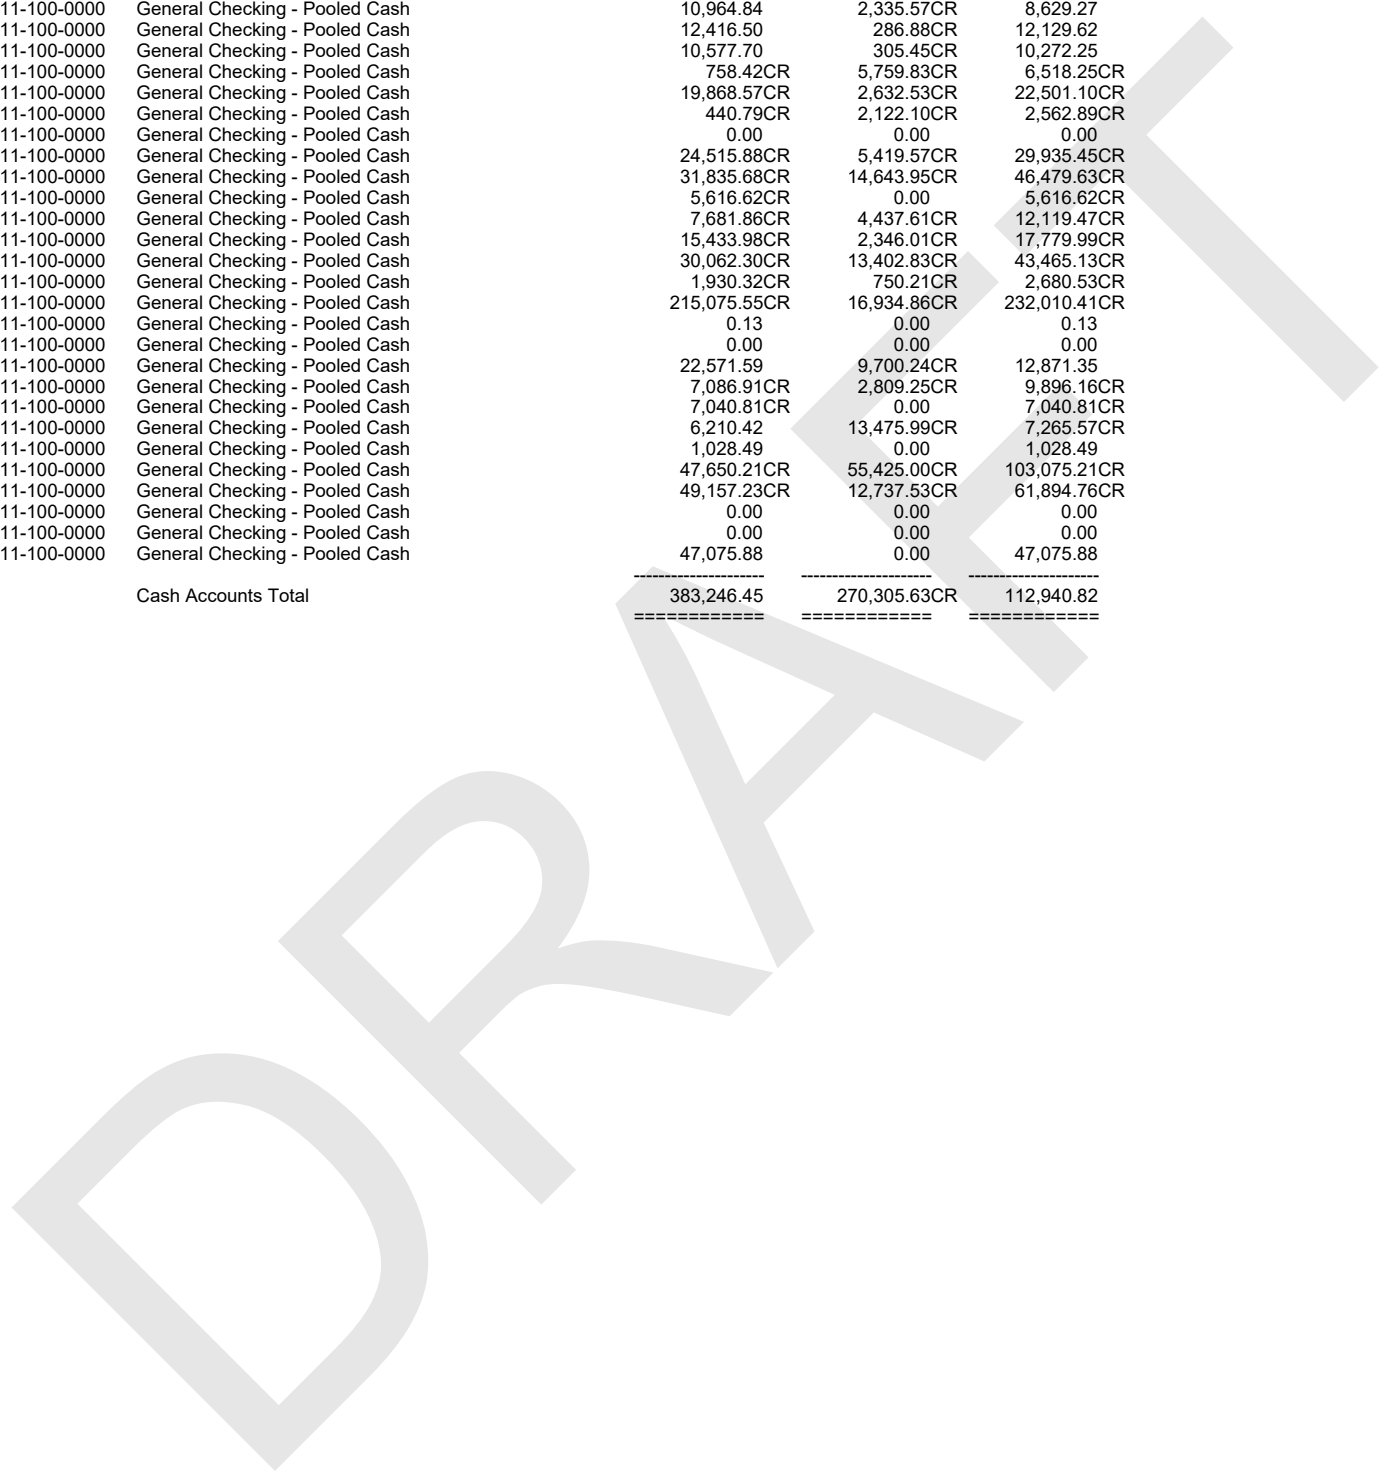 11-100-0000 General Checking - Pooled Cash 10,964.84 2,335.57CR 8,629.27
11-100-0000 General Checking - Pooled Cash 12,416.50 286.88CR 12,129.62
11-100-0000 General Checking - Pooled Cash 10,577.70 305.45CR 10,272.25
11-100-0000 General Checking - Pooled Cash 758.42CR 5,759.83CR 6,518.25CR
11-100-0000 General Checking - Pooled Cash 19,868.57CR 2,632.53CR 22,501.10CR
11-100-0000 General Checking - Pooled Cash 440.79CR 2,122.10CR 2,562.89CR
11-100-0000 General Checking - Pooled Cash 0.00 0.00 0.00
11-100-0000 General Checking - Pooled Cash 24,515.88CR 5,419.57CR 29,935.45CR
11-100-0000 General Checking - Pooled Cash 31,835.68CR 14,643.95CR 46,479.63CR
11-100-0000 General Checking - Pooled Cash 5,616.62CR 0.00 5,616.62CR
11-100-0000 General Checking - Pooled Cash 7,681.86CR 4,437.61CR 12,119.47CR
11-100-0000 General Checking - Pooled Cash 15,433.98CR 2,346.01CR 17,779.99CR
11-100-0000 General Checking - Pooled Cash 30,062.30CR 13,402.83CR 43,465.13CR
11-100-0000 General Checking - Pooled Cash 1,930.32CR 750.21CR 2,680.53CR
11-100-0000 General Checking - Pooled Cash 215,075.55CR 16,934.86CR 232,010.41CR
11-100-0000 General Checking - Pooled Cash 0.13 0.00 0.13
11-100-0000 General Checking - Pooled Cash 0.00 0.00 0.00
11-100-0000 General Checking - Pooled Cash 22,571.59 9,700.24CR 12,871.35
11-100-0000 General Checking - Pooled Cash 7,086.91CR 2,809.25CR 9,896.16CR
11-100-0000 General Checking - Pooled Cash 7,040.81CR 0.00 7,040.81CR
11-100-0000 General Checking - Pooled Cash 6,210.42 13,475.99CR 7,265.57CR
11-100-0000 General Checking - Pooled Cash 1,028.49 0.00 1,028.49
11-100-0000 General Checking - Pooled Cash 47,650.21CR 55,425.00CR 103,075.21CR
11-100-0000 General Checking - Pooled Cash 49,157.23CR 12,737.53CR 61,894.76CR
11-100-0000 General Checking - Pooled Cash 0.00 0.00 0.00
11-100-0000 General Checking - Pooled Cash 0.00 0.00 0.00
11-100-0000 General Checking - Pooled Cash 47,075.88 0.00 47,075.88
--------------------- --------------------- ---------------------
Cash Accounts Total 383,246.45 270,305.63CR 112,940.82
============ ============ ============
DRAFT